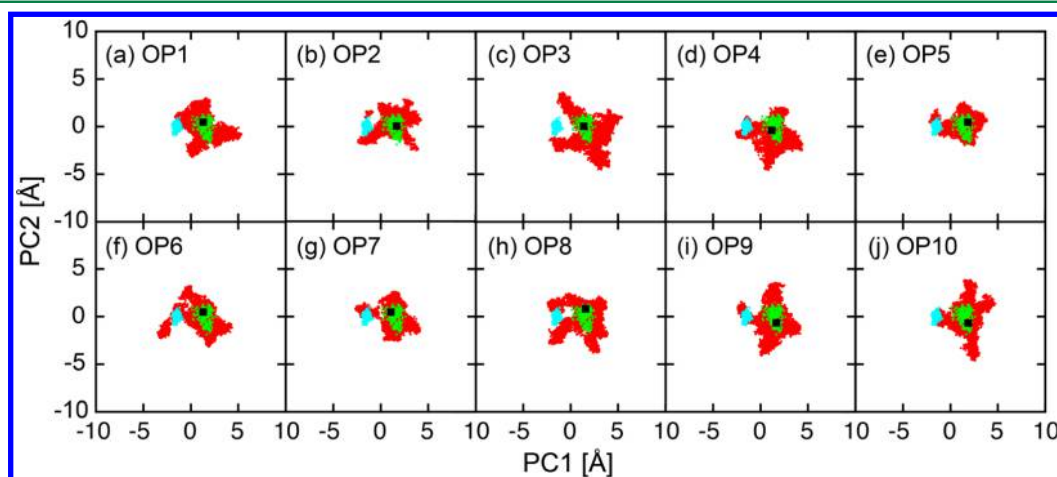 10
(a) OP1
(b) OP2
(c) OP3
(d) OP4
(e) OP5
5
0
-5
-10
(f) OP6
(g) OP7
(h) OP8
(i) OP9
(j) OP10
5
0
-5
-10
PC2 [Å]
10 -5 0 5 10 -5 0 5 10 -5 0 5 10 -5 0 5 10 -5 0 5 10
PC1 [Å]